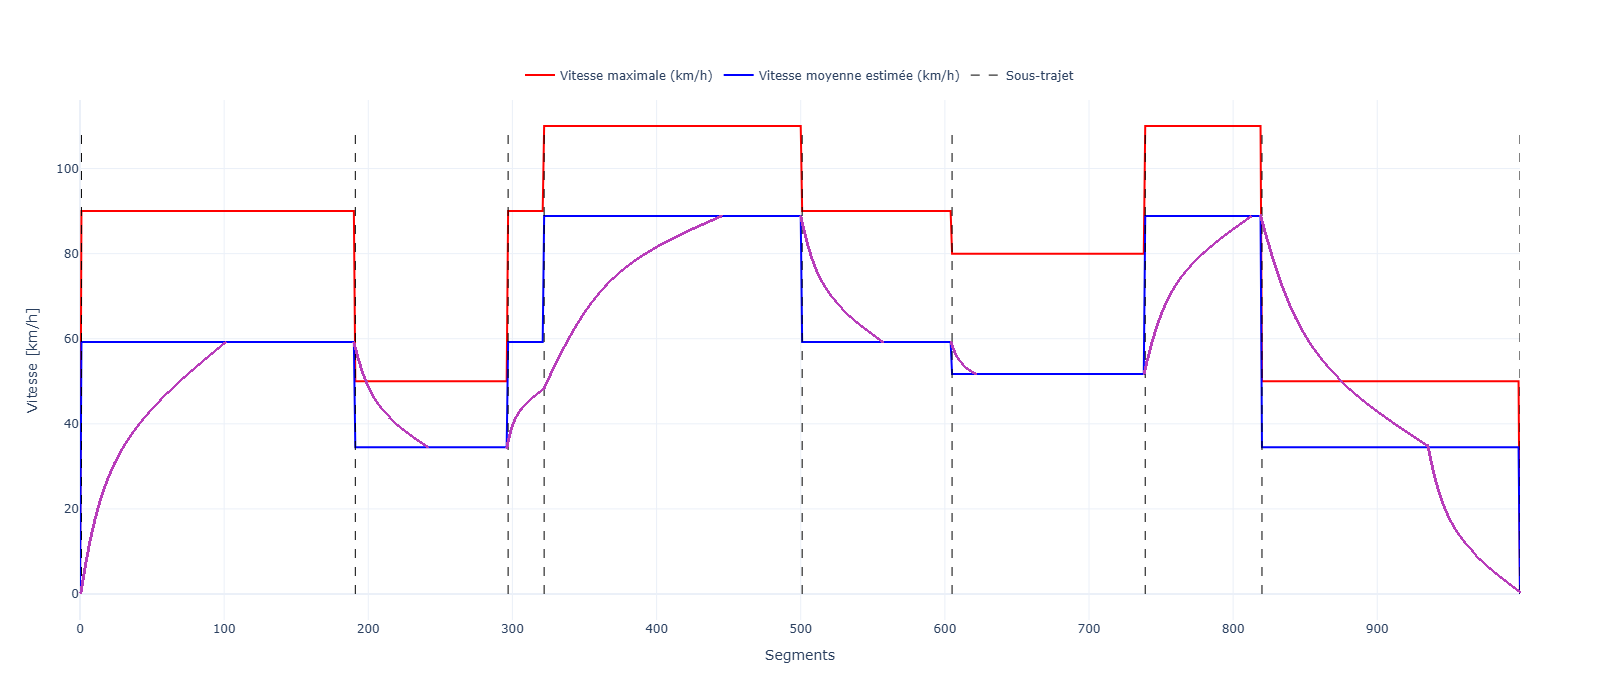 Vitesse maximale (km/h) Vitesse moyenne estimée (km/h) Sous-trajet
100
80
60
40
20
0
Vitesse [km/h]
0 100 200 300 400 500 600 700 800 900
Segments